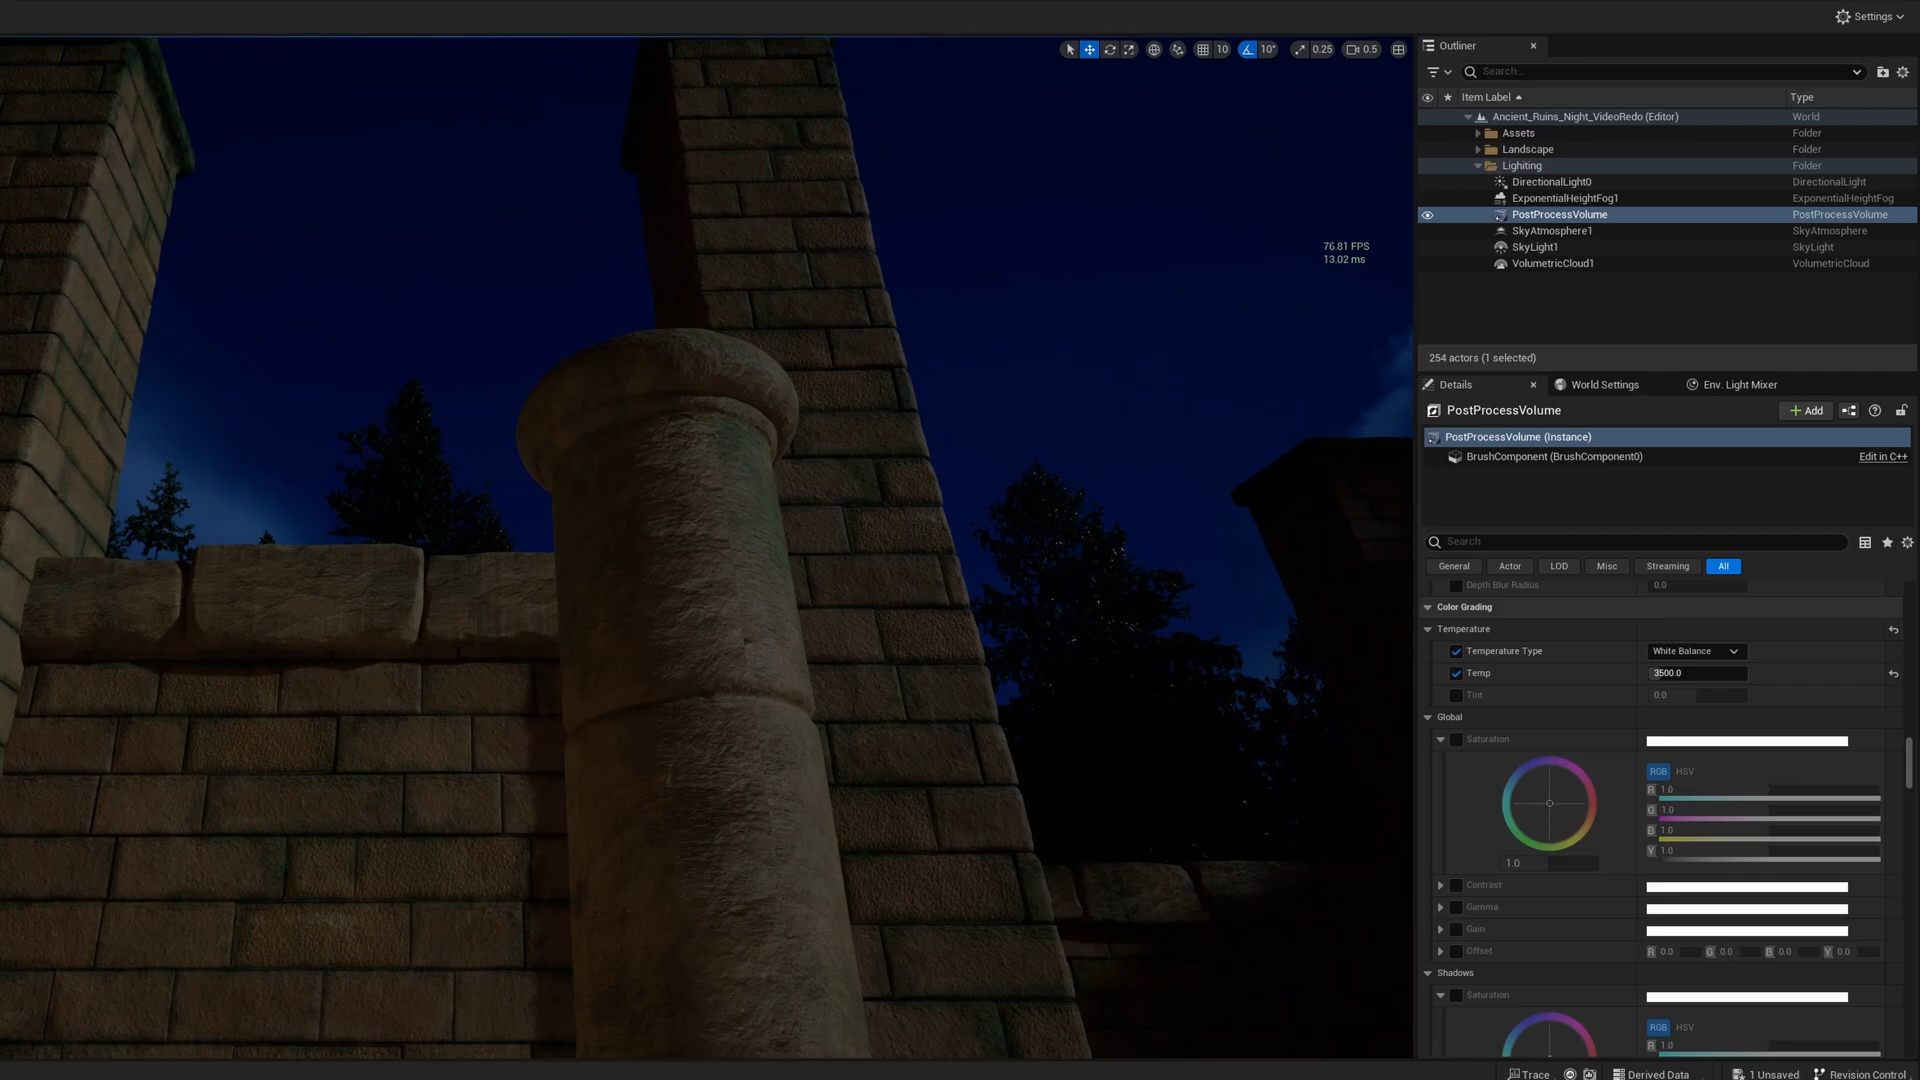 Settings
10 10° 0.25 0.5
Outliner
Search...
Item Label Type
Ancient_Ruins_Night_VideoRedo (Editor) World
Assets Folder
Landscape Folder
Lighiting Folder
DirectionalLight0 DirectionalLight
ExponentialHeightFog1 ExponentialHeightFog
PostProcessVolume PostProcessVolume
SkyAtmosphere1 SkyAtmosphere
SkyLight1 SkyLight
VolumetricCloud1 VolumetricCloud
76.81 FPS
13.02 ms
254 actors (1 selected)
Details World Settings Env. Light Mixer
PostProcessVolume Add
PostProcessVolume (Instance)
BrushComponent (BrushComponent0) Edit in C++
Search
General Actor LOD Misc Streaming All
Depth Blur Radius 0.0
Color Grading
Temperature
Temperature Type White Balance
Temp 3500.0
Tint 0.0
Global
Saturation
RGB HSV
R 1.0
G 1.0
B 1.0
Y 1.0
1.0
Contrast
Gamma
Gain
Offset R 0.0 G 0.0 B 0.0 Y 0.0
Shadows
Saturation
RGB HSV
R 1.0
Trace Derived Data 1 Unsaved Revision Control